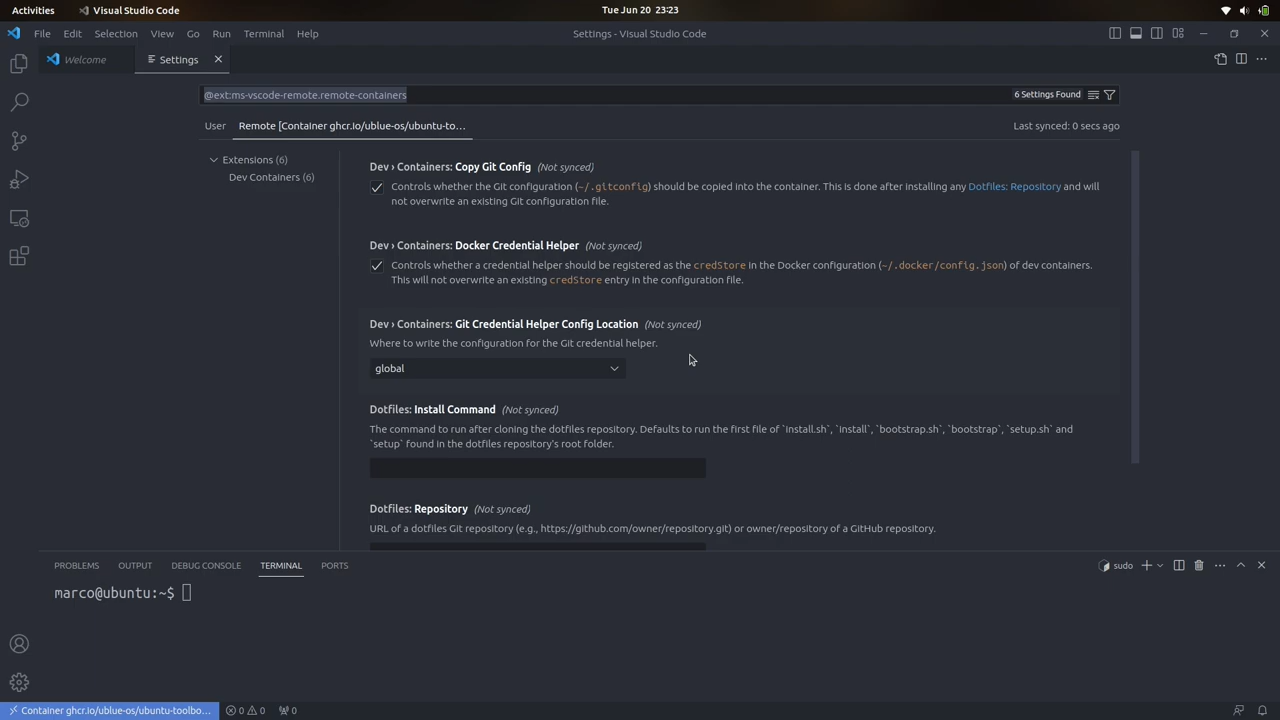 Activities
Visual Studio Code
Tue Jun 20 23:23
File Edit Selection View Go Run Terminal Help
Settings - Visual Studio Code
Welcome
Settings
@ext:ms-vscode-remote.remote-containers
6 Settings Found
User
Remote [Container ghcr.io/ublue-os/ubuntu-to...
Last synced: 0 secs ago
Extensions (6)
Dev Containers (6)
Dev › Containers: Copy Git Config (Not synced)
Controls whether the Git configuration (~/.gitconfig) should be copied into the container. This is done after installing any Dotfiles: Repository and will
not overwrite an existing Git configuration file.
Dev › Containers: Docker Credential Helper (Not synced)
Controls whether a credential helper should be registered as the credStore in the Docker configuration (~/.docker/config.json) of dev containers.
This will not overwrite an existing credStore entry in the configuration file.
Dev › Containers: Git Credential Helper Config Location (Not synced)
Where to write the configuration for the Git credential helper.
global
Dotfiles: Install Command (Not synced)
The command to run after cloning the dotfiles repository. Defaults to run the first file of `install.sh`, `install`, `bootstrap.sh`, `bootstrap`, `setup.sh` and
`setup` found in the dotfiles repository's root folder.
Dotfiles: Repository (Not synced)
URL of a dotfiles Git repository (e.g., https://github.com/owner/repository.git) or owner/repository of a GitHub repository.
PROBLEMS OUTPUT DEBUG CONSOLE TERMINAL PORTS
sudo
marco@ubuntu:~$
Container ghcr.io/ublue-os/ubuntu-toolbo...
0 0
0